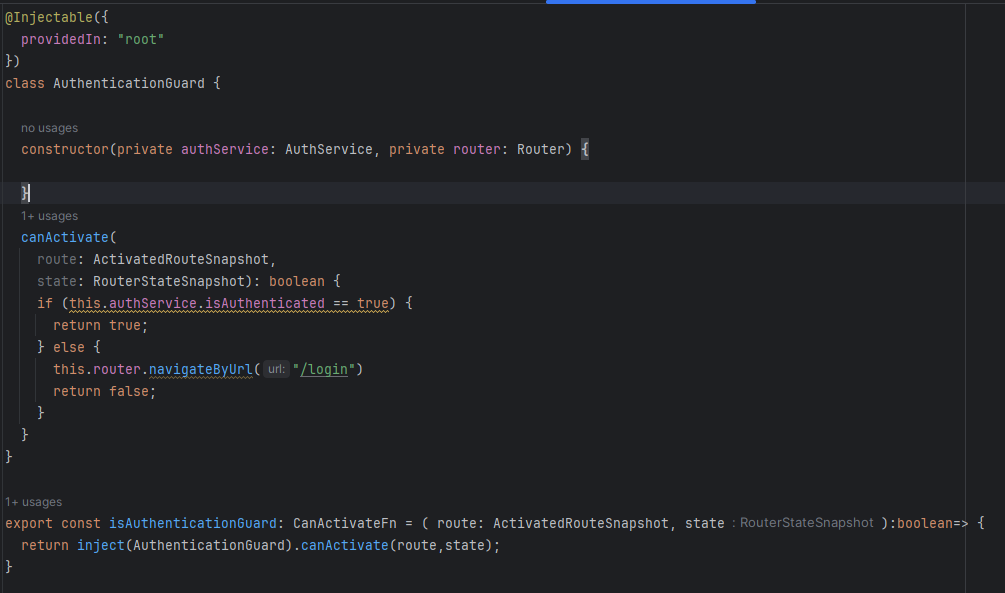 @Injectable({
  providedIn: "root"
})
class AuthenticationGuard {
  no usages
  constructor(private authService: AuthService, private router: Router) {
  }
  1+ usages
  canActivate(
    route: ActivatedRouteSnapshot,
    state: RouterStateSnapshot): boolean {
    if (this.authService.isAuthenticated == true) {
      return true;
    } else {
      this.router.navigateByUrl( url: "/login")
      return false;
    }
  }
}
1+ usages
export const isAuthenticationGuard: CanActivateFn = ( route: ActivatedRouteSnapshot, state : RouterStateSnapshot ):boolean=> {
  return inject(AuthenticationGuard).canActivate(route,state);
}